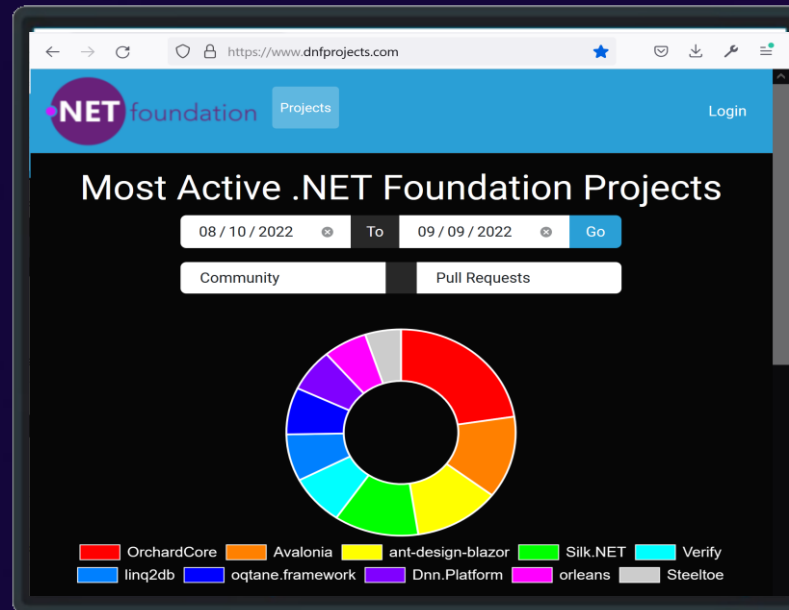 https://www.dnfprojects.com
.NET foundation Projects Login
Most Active .NET Foundation Projects
08 / 10 / 2022 To 09 / 09 / 2022 Go
Community Pull Requests
OrchardCore Avalonia ant-design-blazor Silk.NET Verify
linq2db oqtane.framework Dnn.Platform orleans Steeltoe